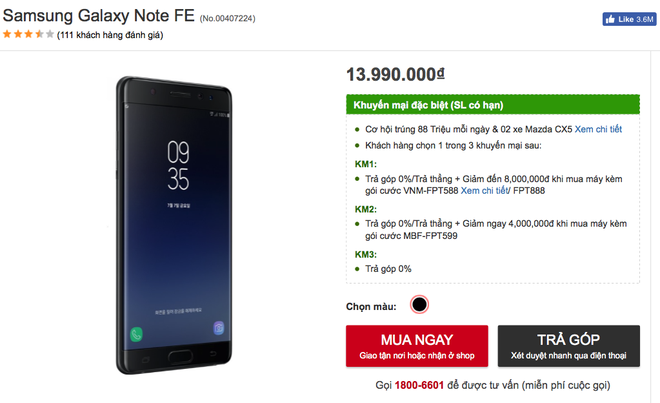 Samsung Galaxy Note FE (No.00407224)
Like 3.6M
(111 khách hàng đánh giá)
13.990.000₫
Khuyến mại đặc biệt (SL có hạn)
Cơ hội trúng 88 Triệu mỗi ngày & 02 xe Mazda CX5 Xem chi tiết
Khách hàng chọn 1 trong 3 khuyến mại sau:
KM1:
Trả góp 0%/Trả thẳng + Giảm đến 8,000,000đ khi mua máy kèm
gói cước VNM-FPT588 Xem chi tiết/ FPT888
KM2:
Trả góp 0%/Trả thẳng + Giảm ngay 4,000,000đ khi mua máy kèm
gói cước MBF-FPT599
KM3:
Trả góp 0%
09
35
Chọn màu:
MUA NGAY
Giao tận nơi hoặc nhận ở shop
TRẢ GÓP
Xét duyệt nhanh qua điện thoại
Gọi 1800-6601 để được tư vấn (miễn phí cuộc gọi)